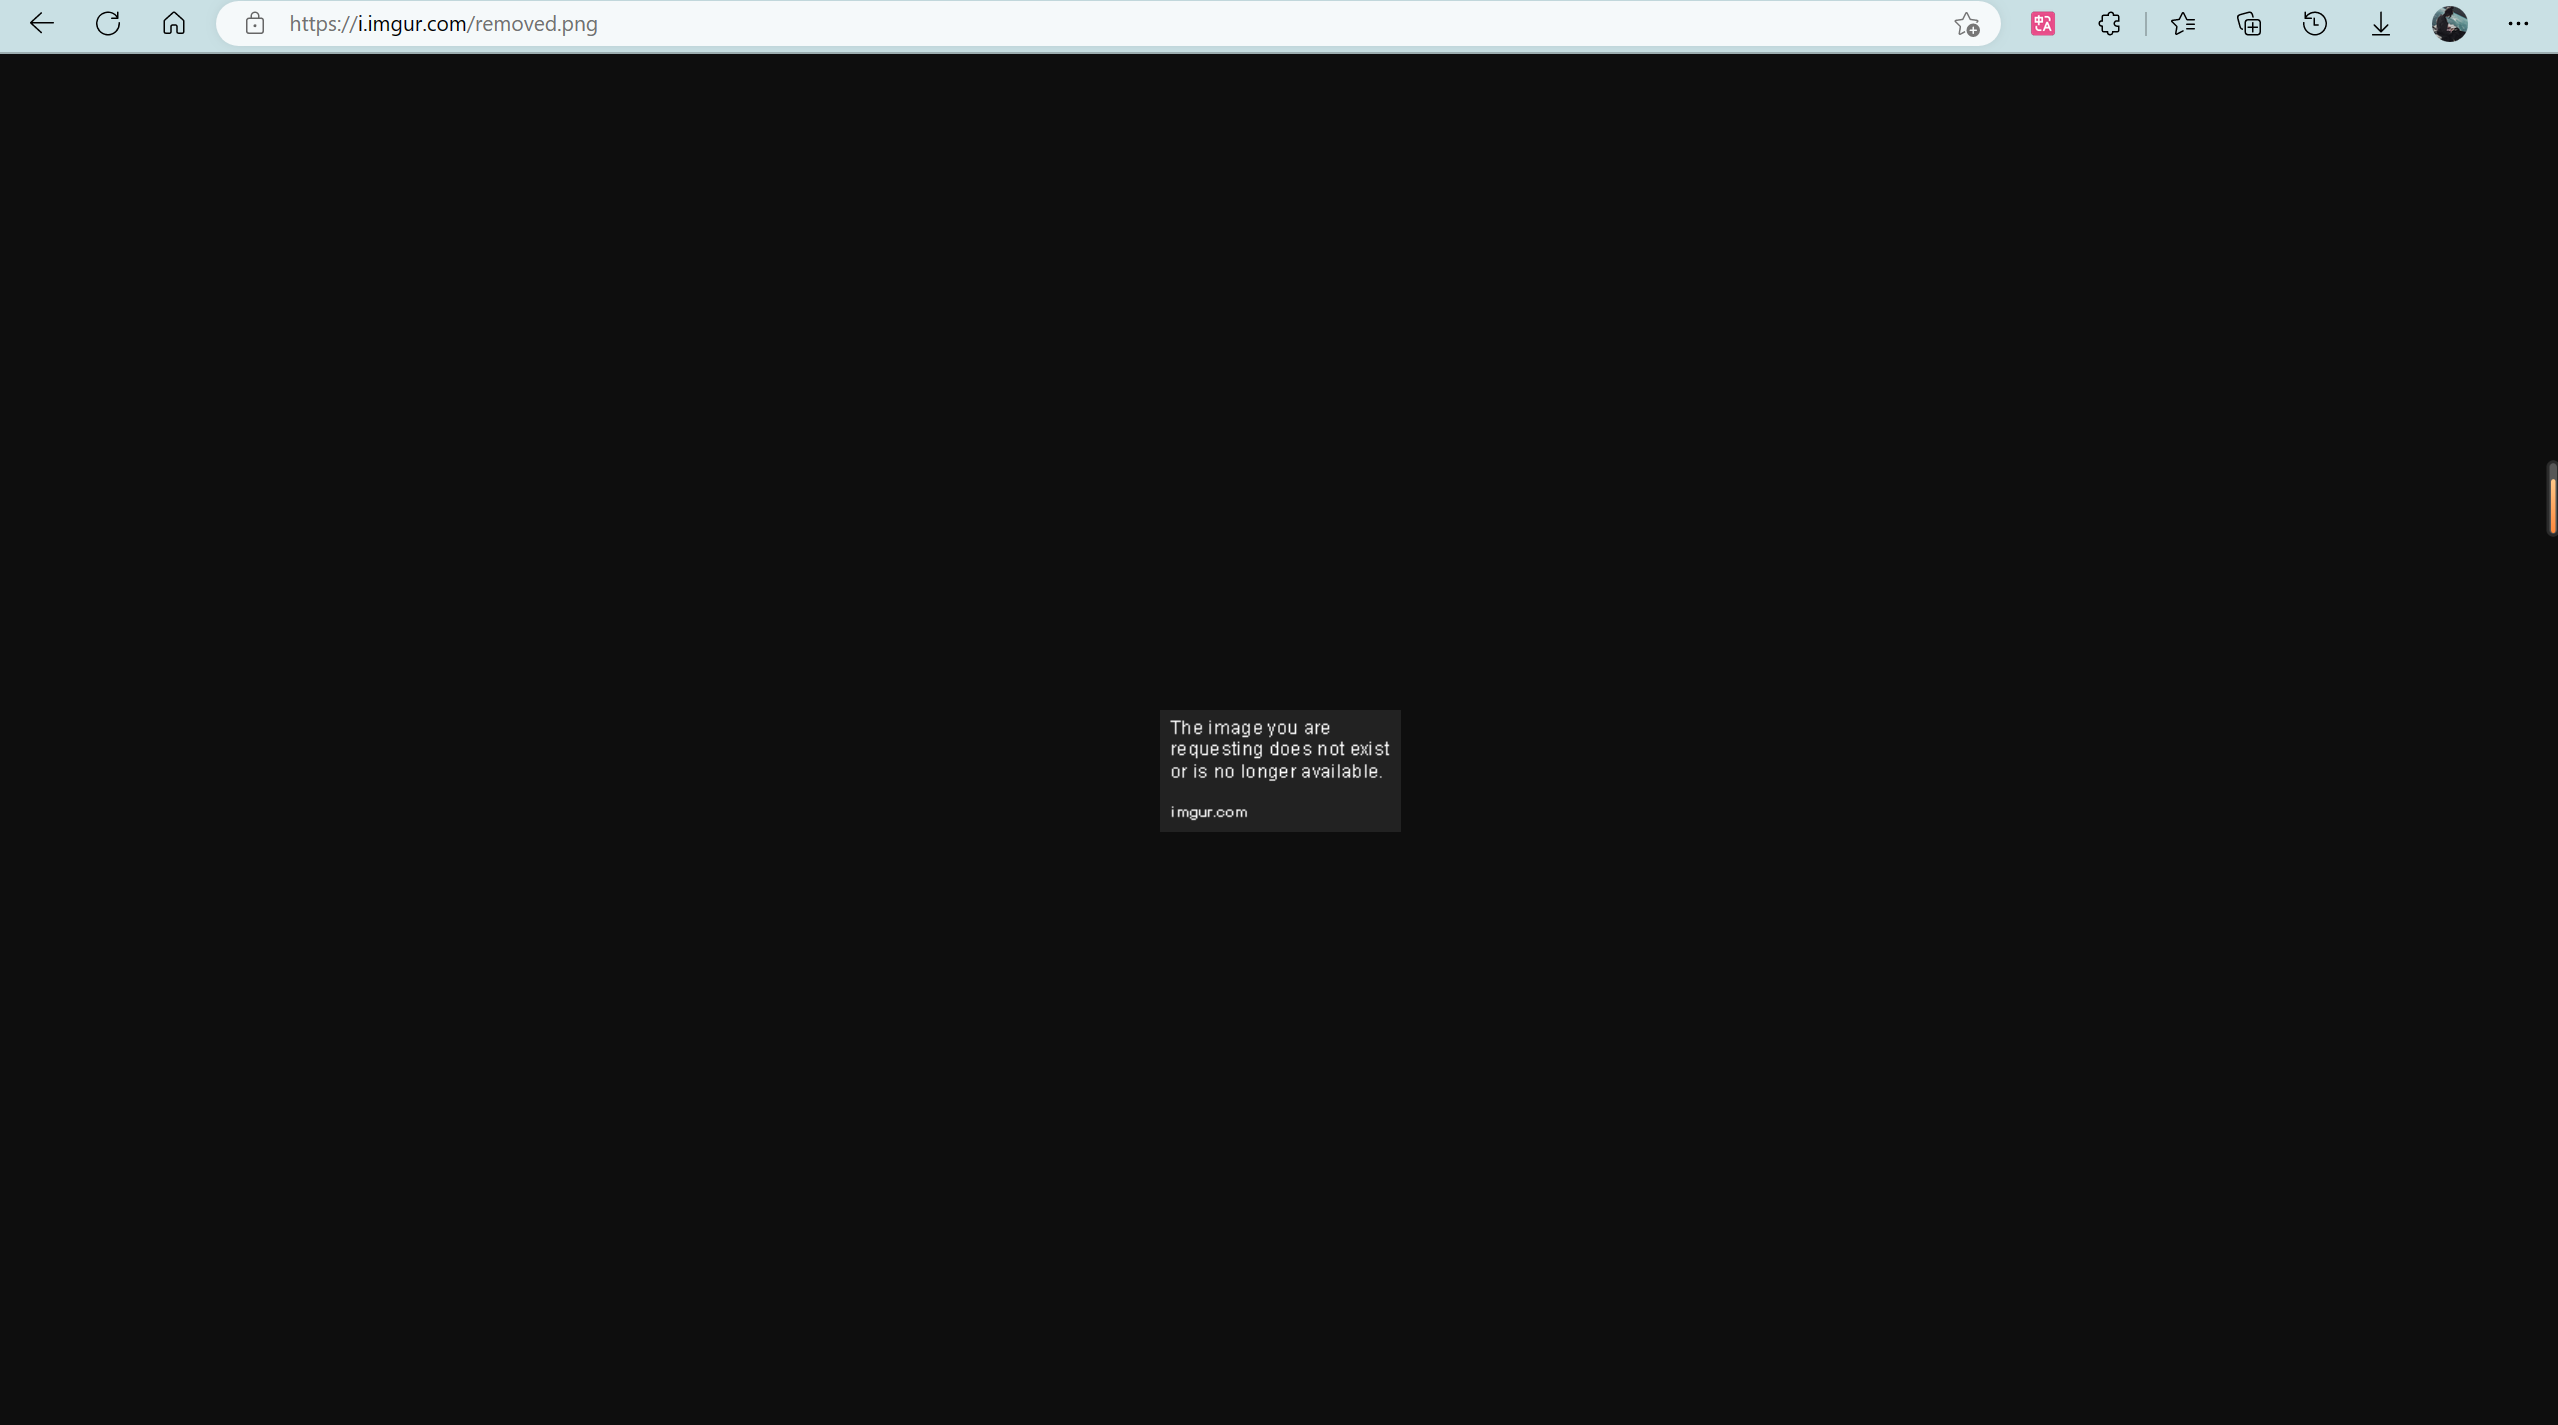 https://i.imgur.com/removed.png
The image you are
requesting does not exist
or is no longer available.
imgur.com